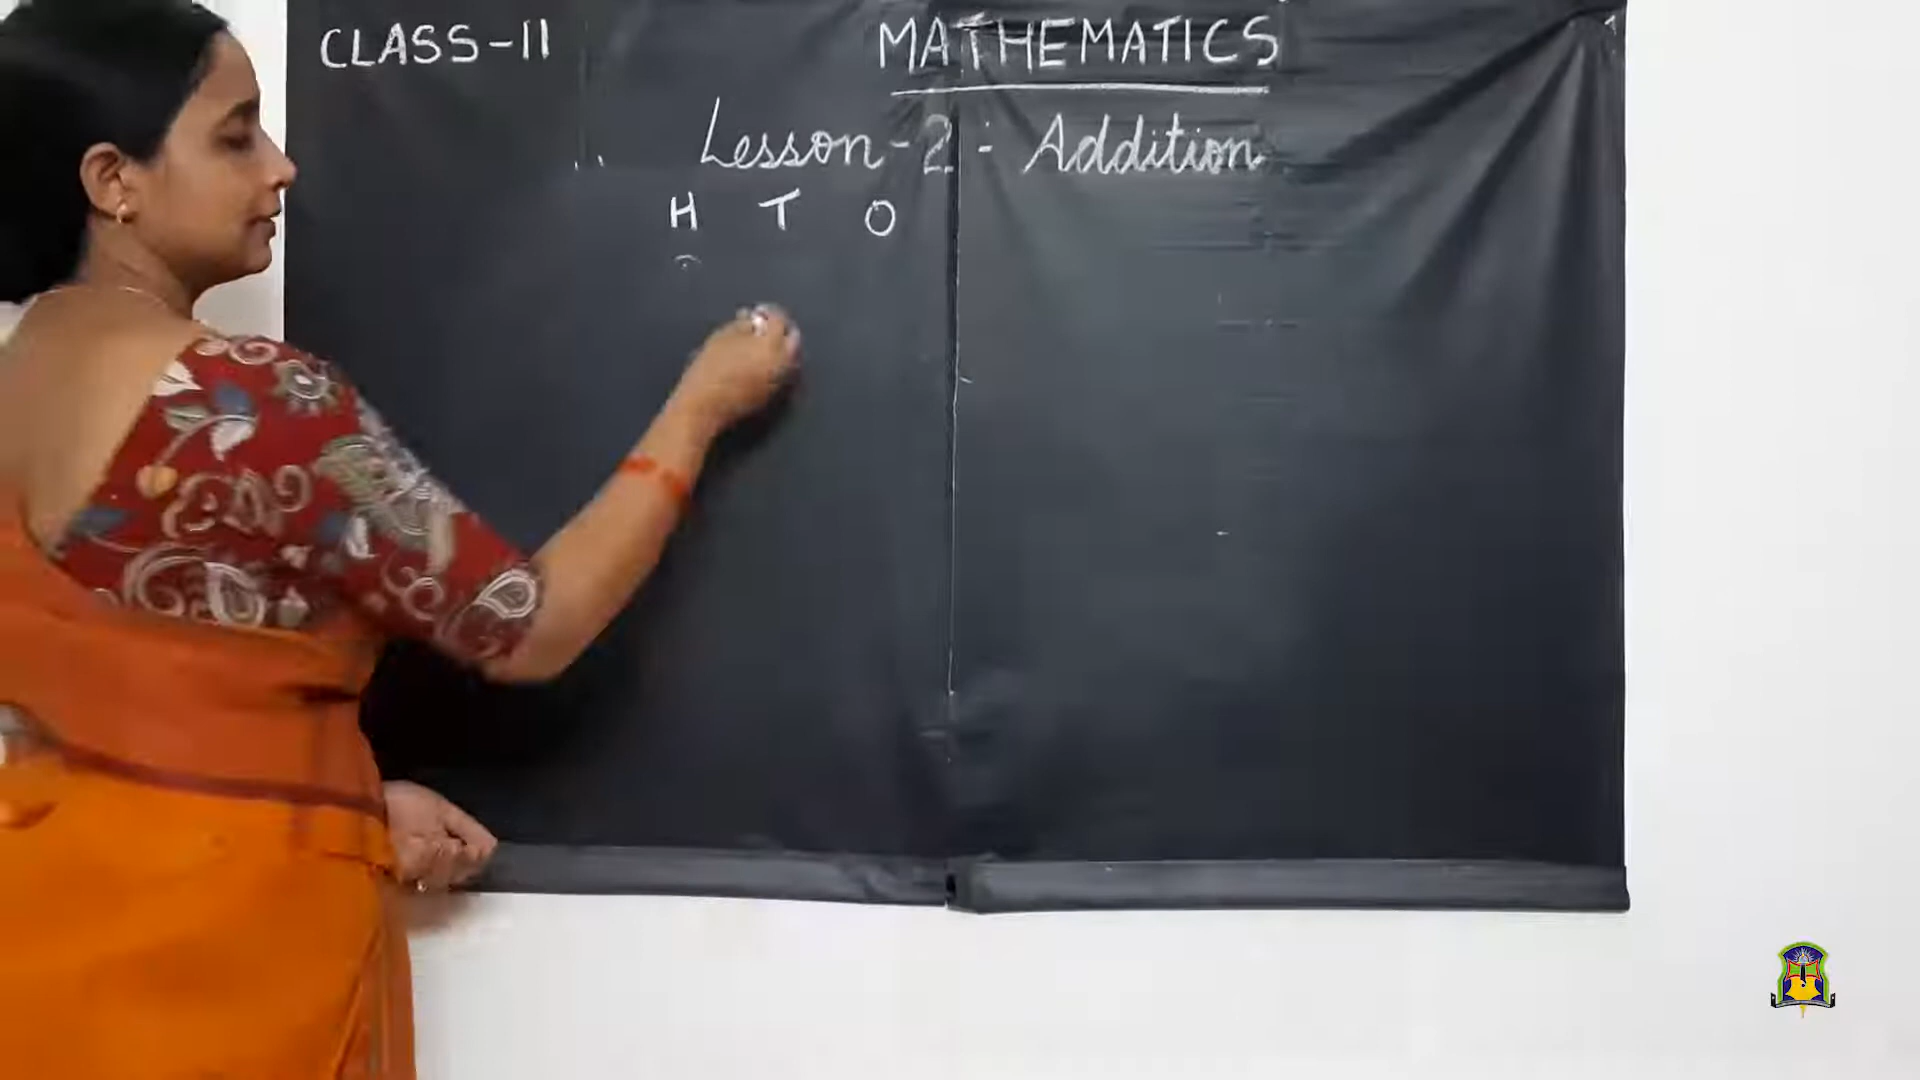 CLASS-II
MATHEMATICS
Lesson-2:- Addition
H T O